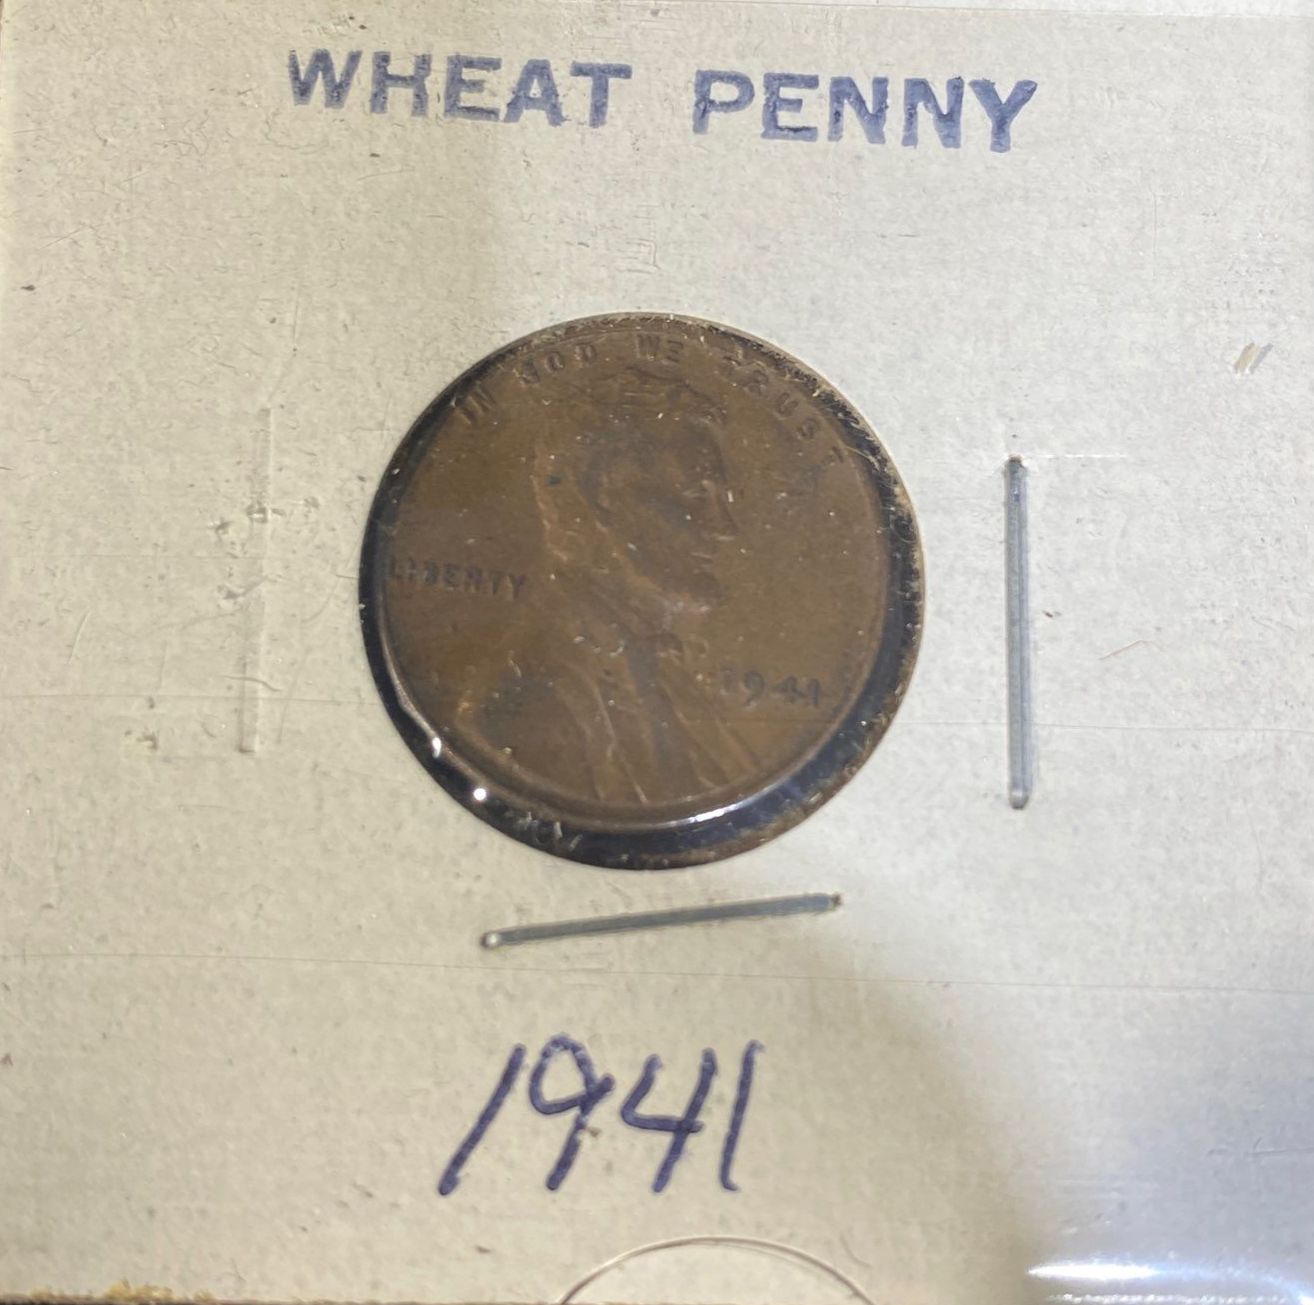 WHEAT PENNY
IN GOD WE TRUST
LIBERTY
1941
1941